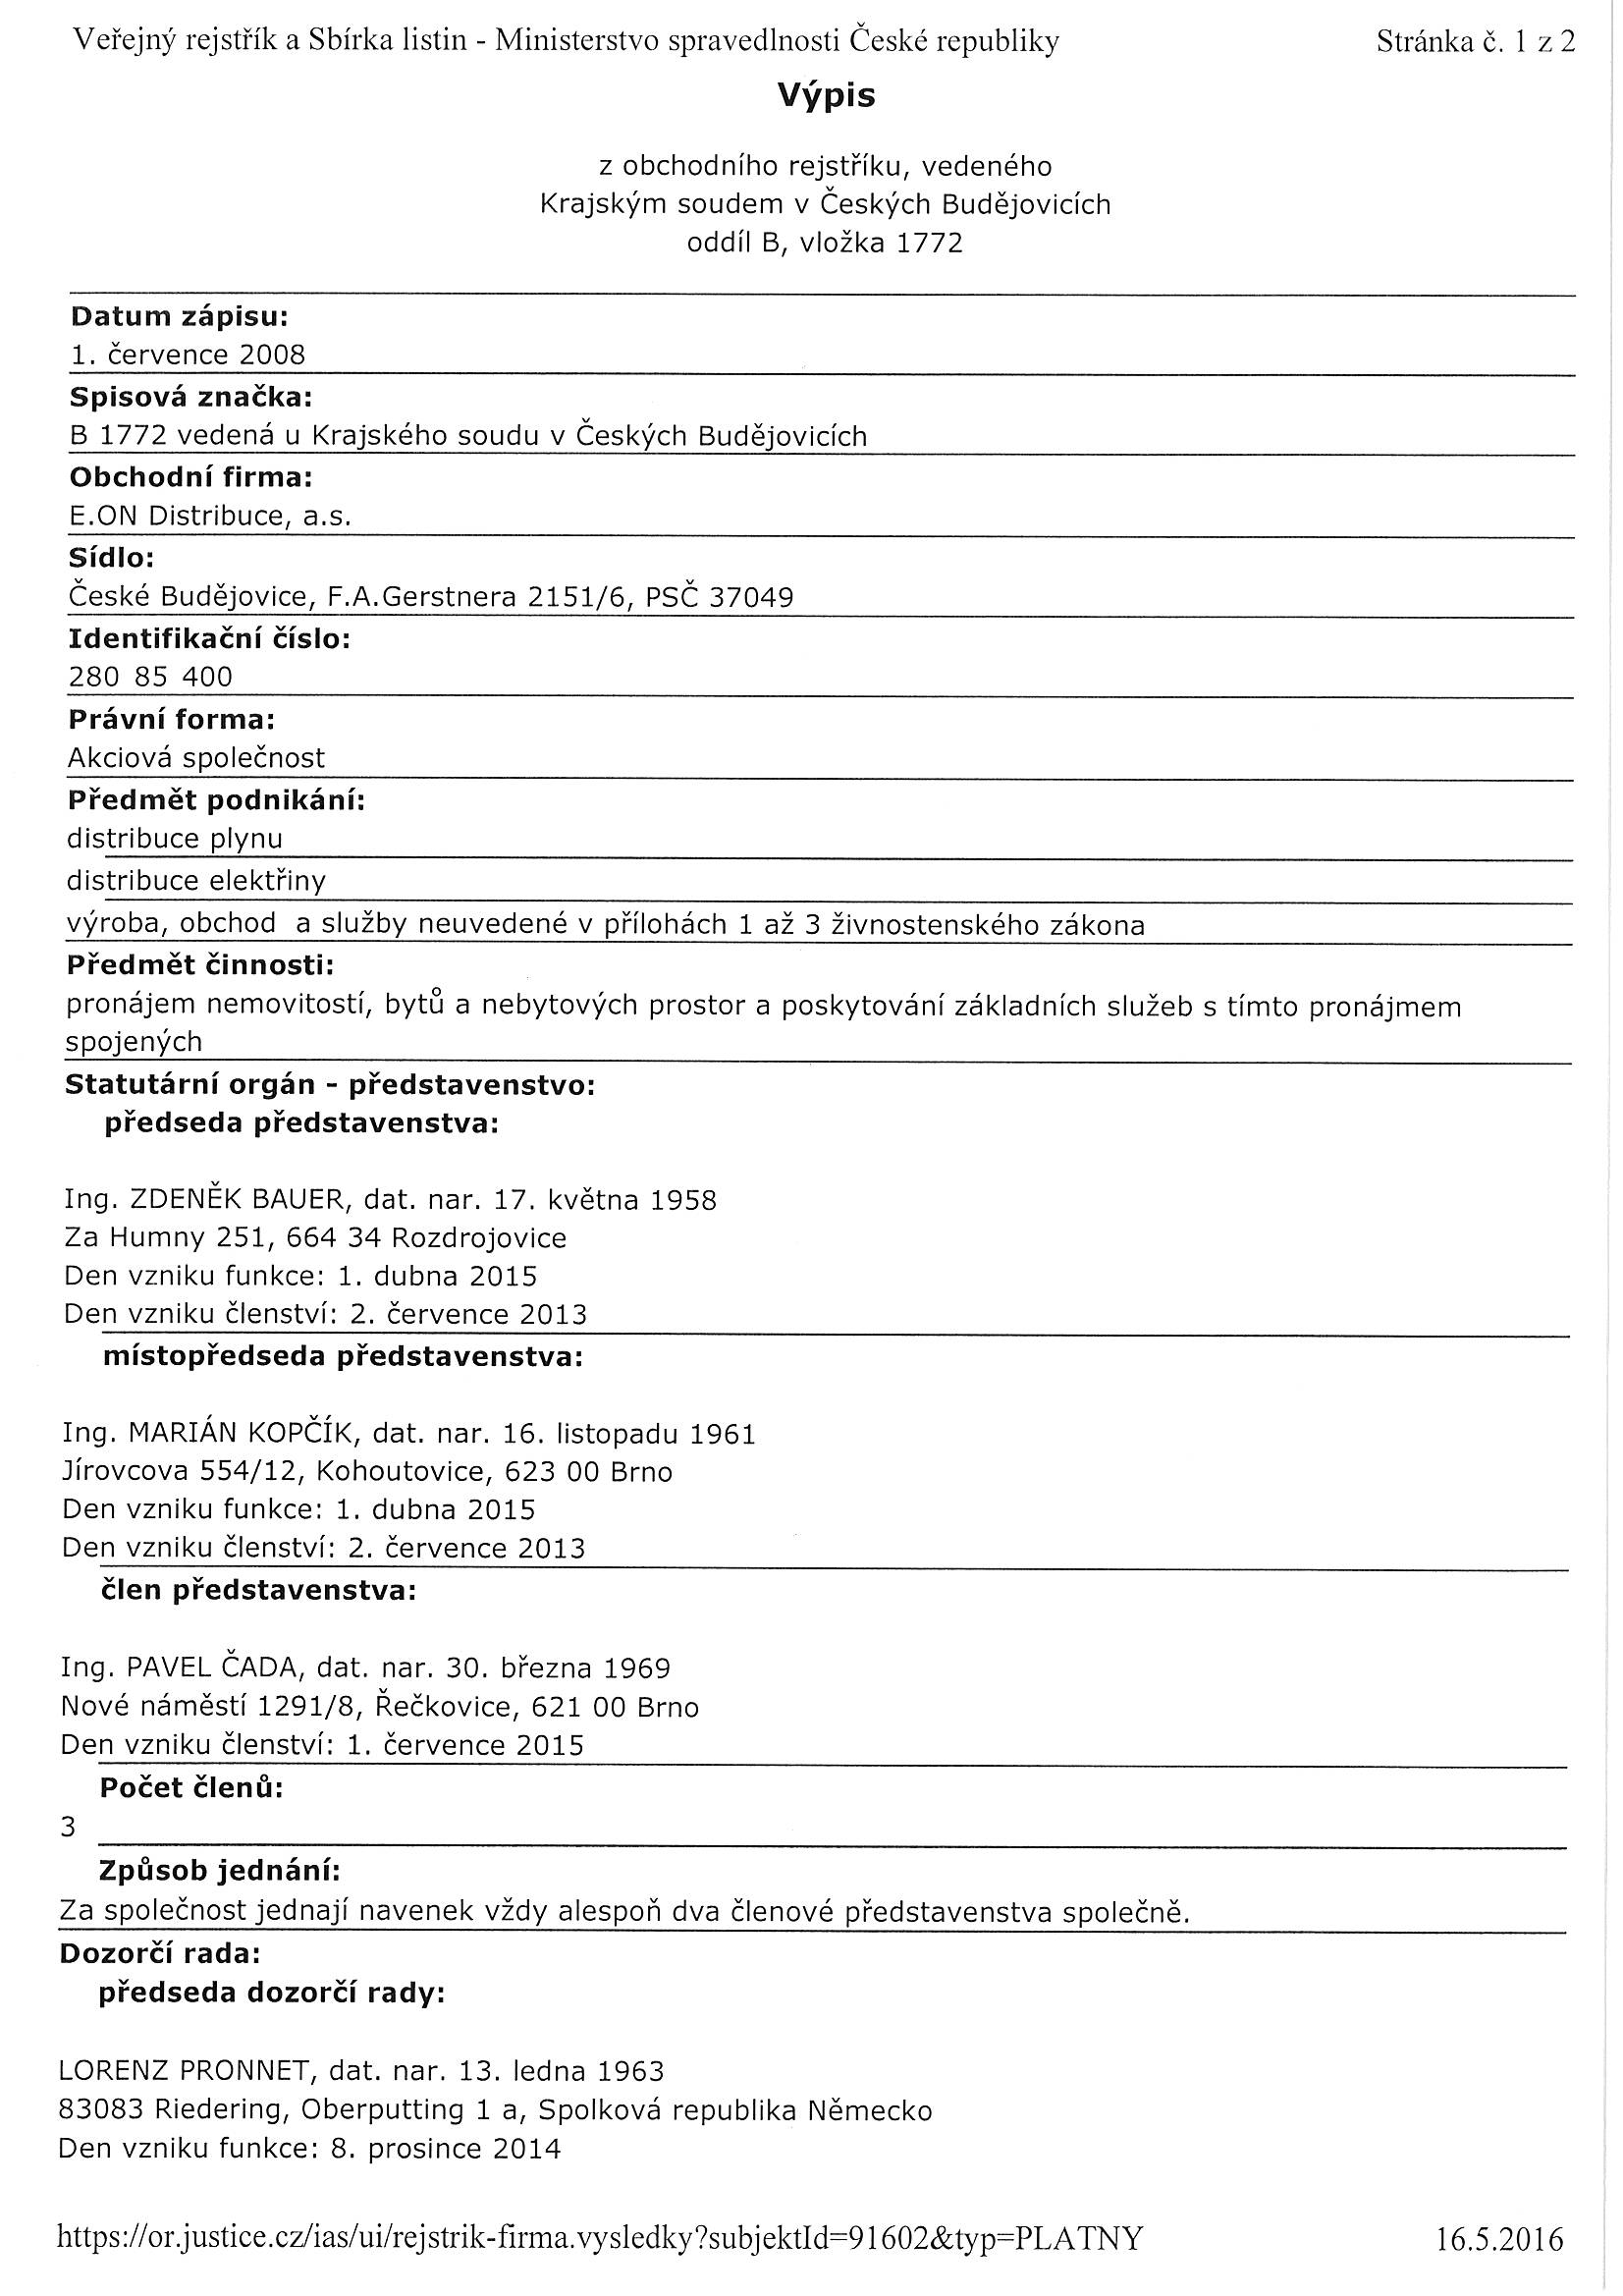 Veřejný rejstřík a Sbírka listin - Ministerstvo spravedlnosti České republiky Stránka č. 1 z 2
Výpis
z obchodního rejstříku, vedeného
Krajským soudem v Českých Budějovicích
oddíl B, vložka 1772
Datum zápisu:
1. července 2008
Spisová značka:
B 1772 vedená u Krajského soudu v Českých Budějovicích
Obchodní firma:
E.ON Distribuce, a.s.
Sídlo:
České Budějovice, F.A.Gerstnera 2151/6, PSČ 37049
Identifikační číslo:
280 85 400
Právní forma:
Akciová společnost
Předmět podnikání:
distribuce plynu
distribuce elektřiny
výroba, obchod a služby neuvedené v přílohách 1 až 3 živnostenského zákona
Předmět činnosti:
pronájem nemovitostí, bytů a nebytových prostor a poskytování základních služeb s tímto pronájmem
spojených
Statutární orgán - představenstvo:
předseda představenstva:
Ing. ZDENĚK BAUER, dat. nar. 17. května 1958
Za Humny 251, 664 34 Rozdrojovice
Den vzniku funkce: 1. dubna 2015
Den vzniku členství: 2. července 2013
místopředseda představenstva:
Ing. MARIÁN KOPČÍK, dat. nar. 16. listopadu 1961
Jírovcova 554/12, Kohoutovice, 623 00 Brno
Den vzniku funkce: 1. dubna 2015
Den vzniku členství: 2. července 2013
člen představenstva:
Ing. PAVEL ČADA, dat. nar. 30. března 1969
Nové náměstí 1291/8, Řečkovice, 621 00 Brno
Den vzniku členství: 1. července 2015
Počet členů:
3
Způsob jednání:
Za společnost jednají navenek vždy alespoň dva členové představenstva společně.
Dozorčí rada:
předseda dozorčí rady:
LORENZ PRONNET, dat. nar. 13. ledna 1963
83083 Riedering, Oberputting 1 a, Spolková republika Německo
Den vzniku funkce: 8. prosince 2014
https://or.justice.cz/ias/ui/rejstrik-firma.vysledky?subjektId=91602&typ=PLATNY 16.5.2016